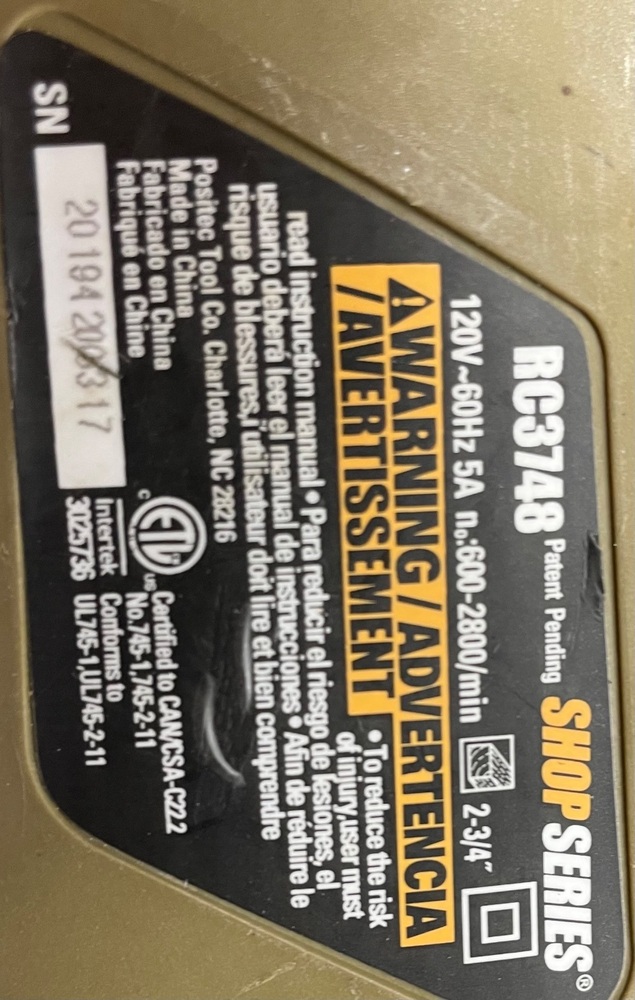 RC3748 Patent Pending SHOPSERIES®
120V~60Hz 5A n₀:600-2800/min 2-3/4"
⚠WARNING / ADVERTENCIA
/ AVERTISSEMENT • To reduce the risk
of injury,user must
read instruction manual • Para reducir el riesgo de lesiones, el
usuario deberá leer el manual de instrucciones • Afin de réduire le
risque de blessures,l'utilisateur doit lire et bien comprendre
Positec Tool Co. Charlotte, NC 28216
Made in China
Fabricado en China
Fabriqué en Chine
ETL
c us
Intertek
3025736
Certified to CAN/CSA-C22.2
No.745-1,745-2-11
Conforms to
UL745-1,UL745-2-11
SN